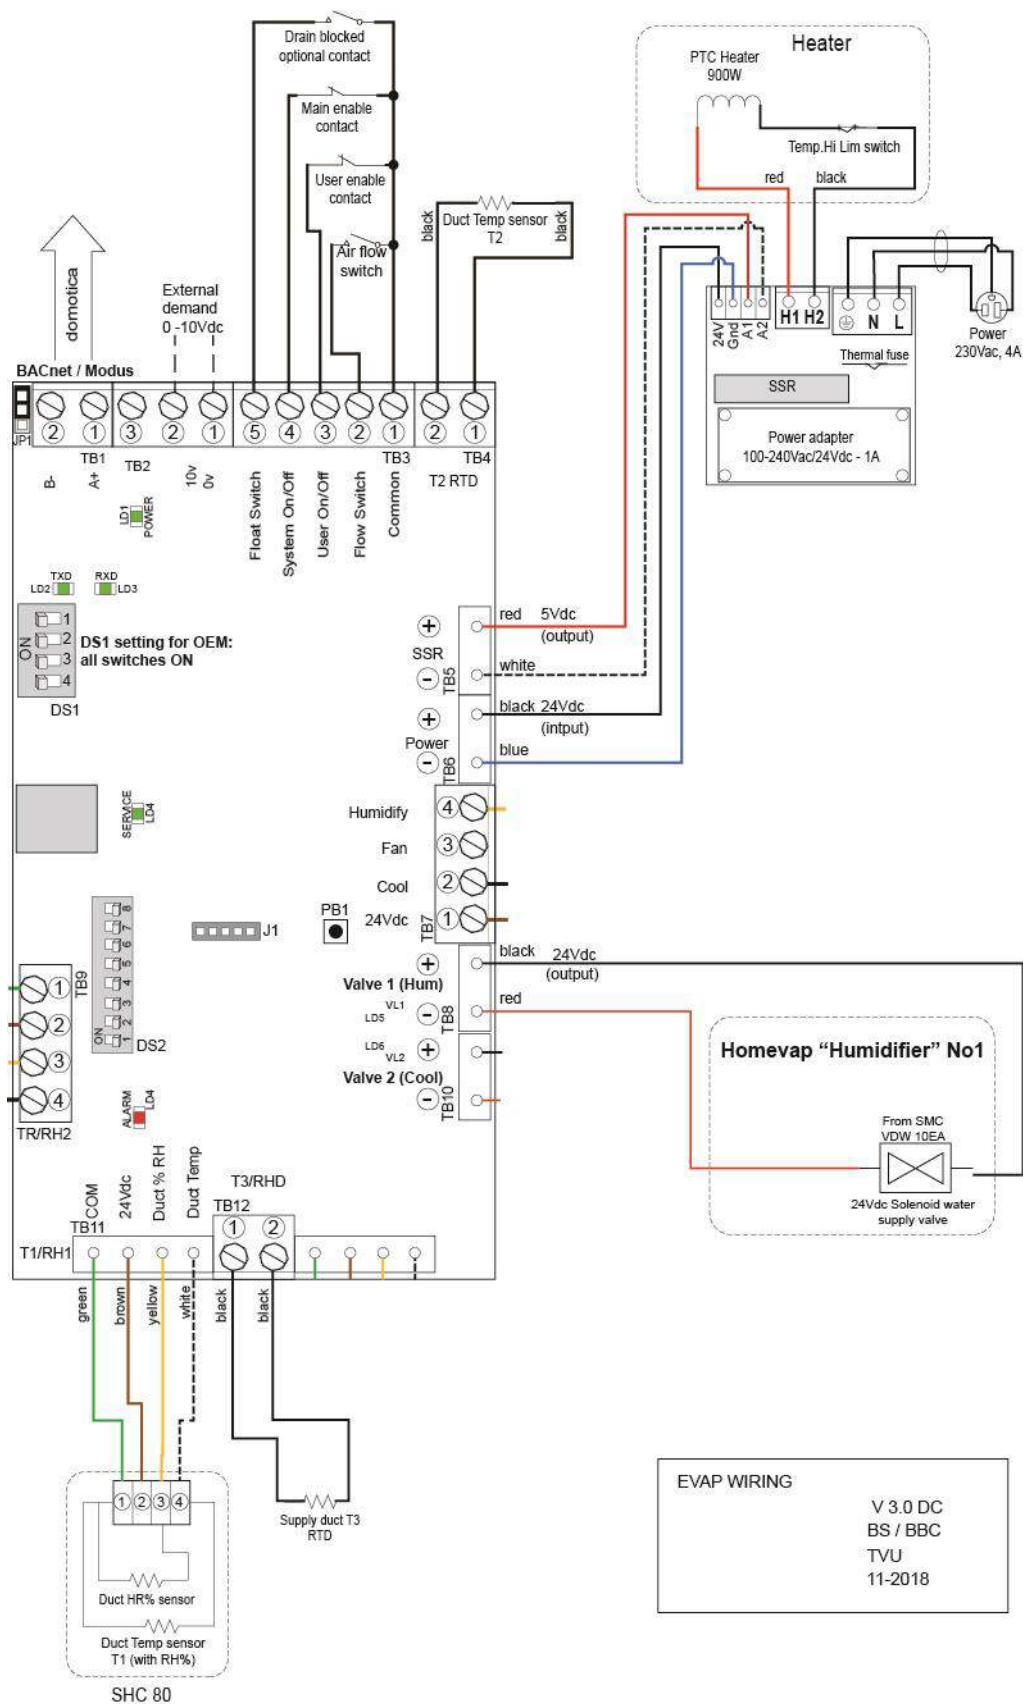 Drain blocked
optional contact
Main enable
contact
User enable
contact
Air flow
switch
black
Duct Temp sensor
T2
black
Heater
PTC Heater
900W
Temp.Hi Lim switch
red
black
24V
Gnd
A1
A2
H1 H2
N
L
Power
230Vac, 4A
Thermal fuse
SSR
Power adapter
100-240Vac/24Vdc - 1A
domotica
External
demand
0 -10Vdc
BACnet / Modus
JP1
2
1
3
2
1
5
4
3
2
1
2
1
TB1
TB2
TB3
TB4
B-
A+
10v
0v
Float Switch
System On/Off
User On/Off
Flow Switch
Common
T2 RTD
LD1
POWER
TXD
RXD
LD2
LD3
ON
1
2
3
4
DS1 setting for OEM:
all switches ON
DS1
+
SSR
-
TB5
red
5Vdc
(output)
white
+
Power
-
TB6
black
24Vdc
(intput)
blue
SERVICE
LD4
Humidify
4
Fan
3
Cool
2
24Vdc
1
TB7
8
7
6
5
4
3
2
1
ON
DS2
J1
PB1
black
24Vdc
(output)
+
Valve 1 (Hum)
VL1
LD5
-
TB8
red
LD6
VL2
+
Valve 2 (Cool)
-
TB10
TB9
1
2
3
4
TR/RH2
ALARM
LD4
Homevap “Humidifier” No1
From SMC
VDW 10EA
24Vdc Solenoid water
supply valve
COM
24Vdc
Duct % RH
Duct Temp
T3/RHD
TB12
1
2
TB11
T1/RH1
green
brown
yellow
white
black
black
1
2
3
4
Duct HR% sensor
Duct Temp sensor
T1 (with RH%)
SHC 80
Supply duct T3
RTD
EVAP WIRING
V 3.0 DC
BS / BBC
TVU
11-2018